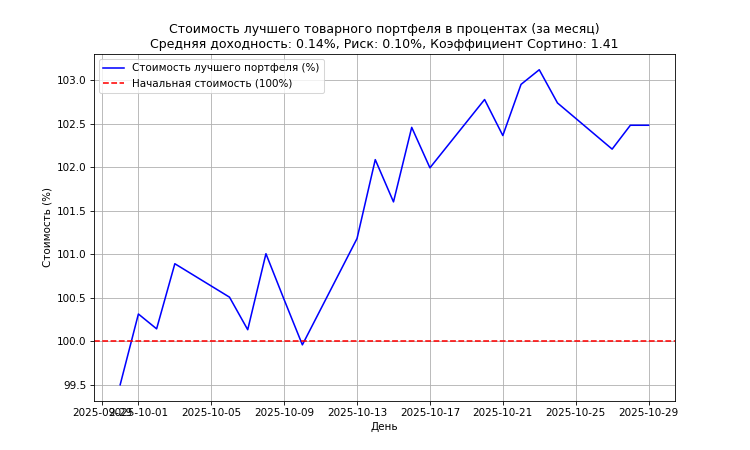 Стоимость лучшего товарного портфеля в процентах (за месяц)
Средняя доходность: 0.14%, Риск: 0.10%, Коэффициент Сортино: 1.41
Стоимость лучшего портфеля (%)
Начальная стоимость (100%)
Стоимость (%)
103.0
102.5
102.0
101.5
101.0
100.5
100.0
99.5
2025-09-29 2025-10-01 2025-10-05 2025-10-09 2025-10-13 2025-10-17 2025-10-21 2025-10-25 2025-10-29
День